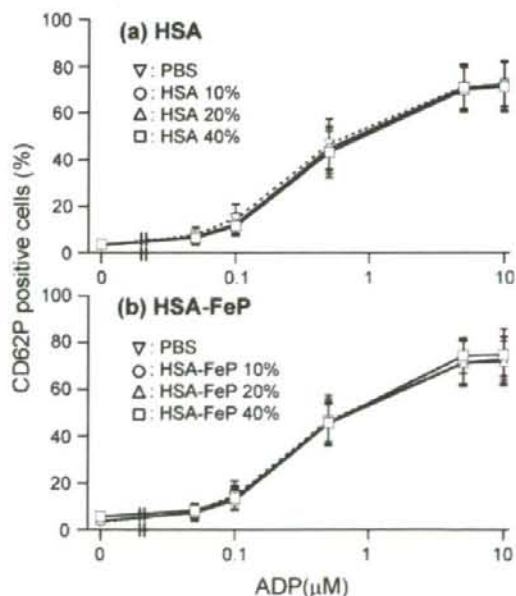 CD62P positive cells (%)
(a) HSA
▽: PBS
○: HSA 10%
△: HSA 20%
□: HSA 40%
100
80
60
40
20
0
0 0.1 1 10
(b) HSA-FeP
▽: PBS
○: HSA-FeP 10%
△: HSA-FeP 20%
□: HSA-FeP 40%
100
80
60
40
20
0
0 0.1 1 10
ADP(μM)